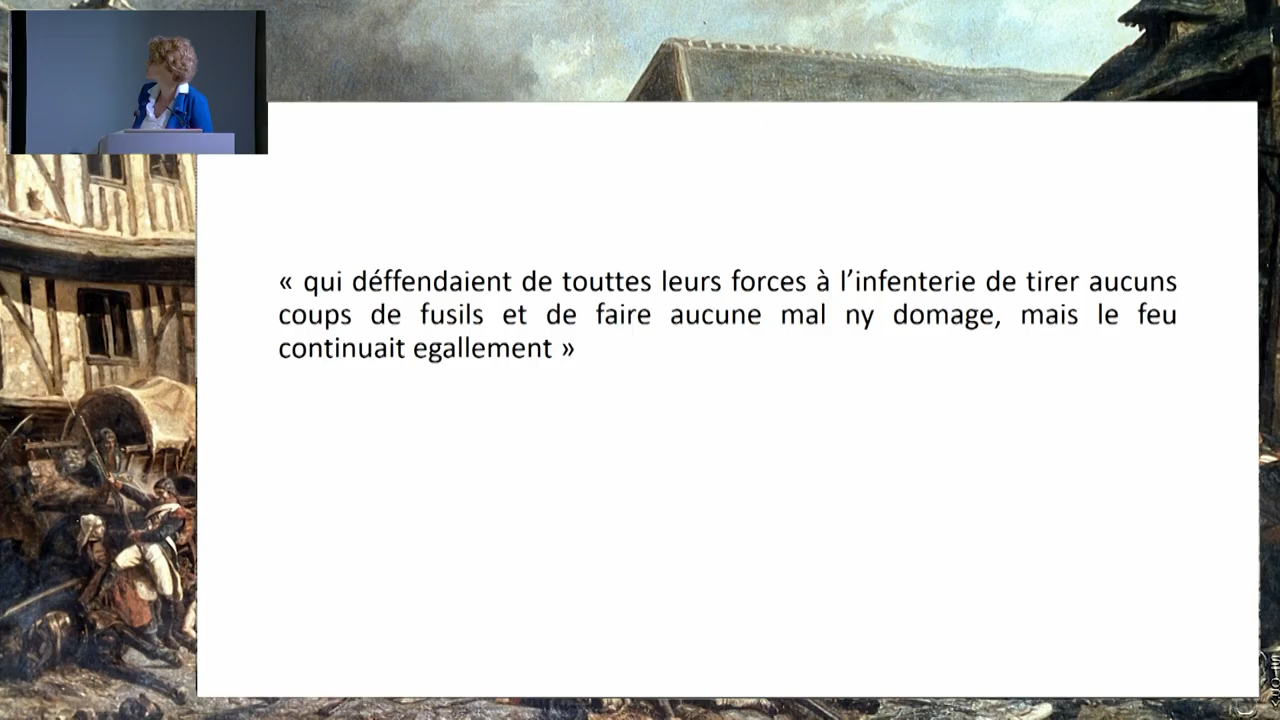 « qui déffendaient de touttes leurs forces à l’infenterie de tirer aucuns
coups de fusils et de faire aucune mal ny domage, mais le feu
continuait egallement »